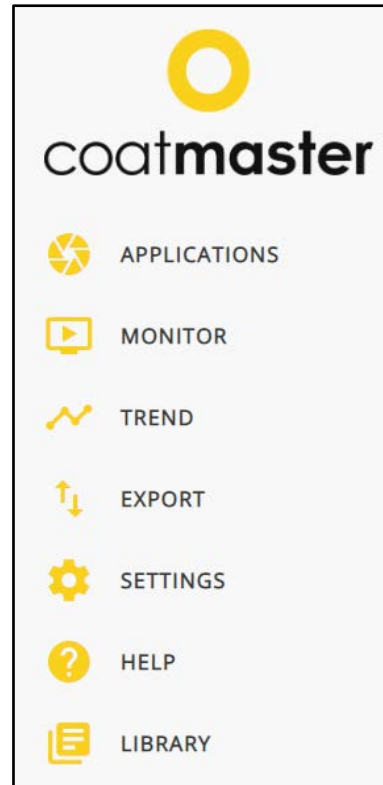 coatmaster
APPLICATIONS
MONITOR
TREND
EXPORT
SETTINGS
HELP
LIBRARY